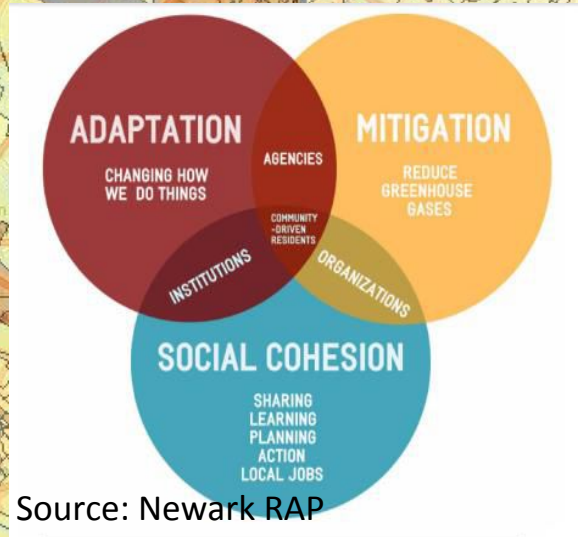 ADAPTATION
CHANGING HOW
WE DO THINGS
AGENCIES
MITIGATION
REDUCE
GREENHOUSE
GASES
COMMUNITY
-DRIVEN
RESIDENTS
INSTITUTIONS
ORGANIZATIONS
SOCIAL COHESION
SHARING
LEARNING
PLANNING
ACTION
LOCAL JOBS
Source: Newark RAP